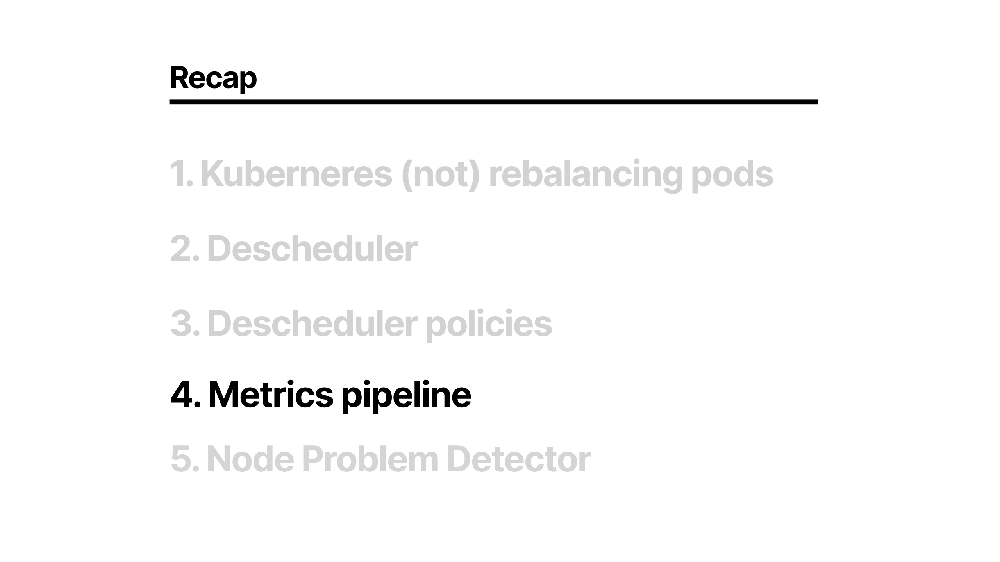 Recap
1. Kuberneres (not) rebalancing pods
2. Descheduler
3. Descheduler policies
4. Metrics pipeline
5. Node Problem Detector